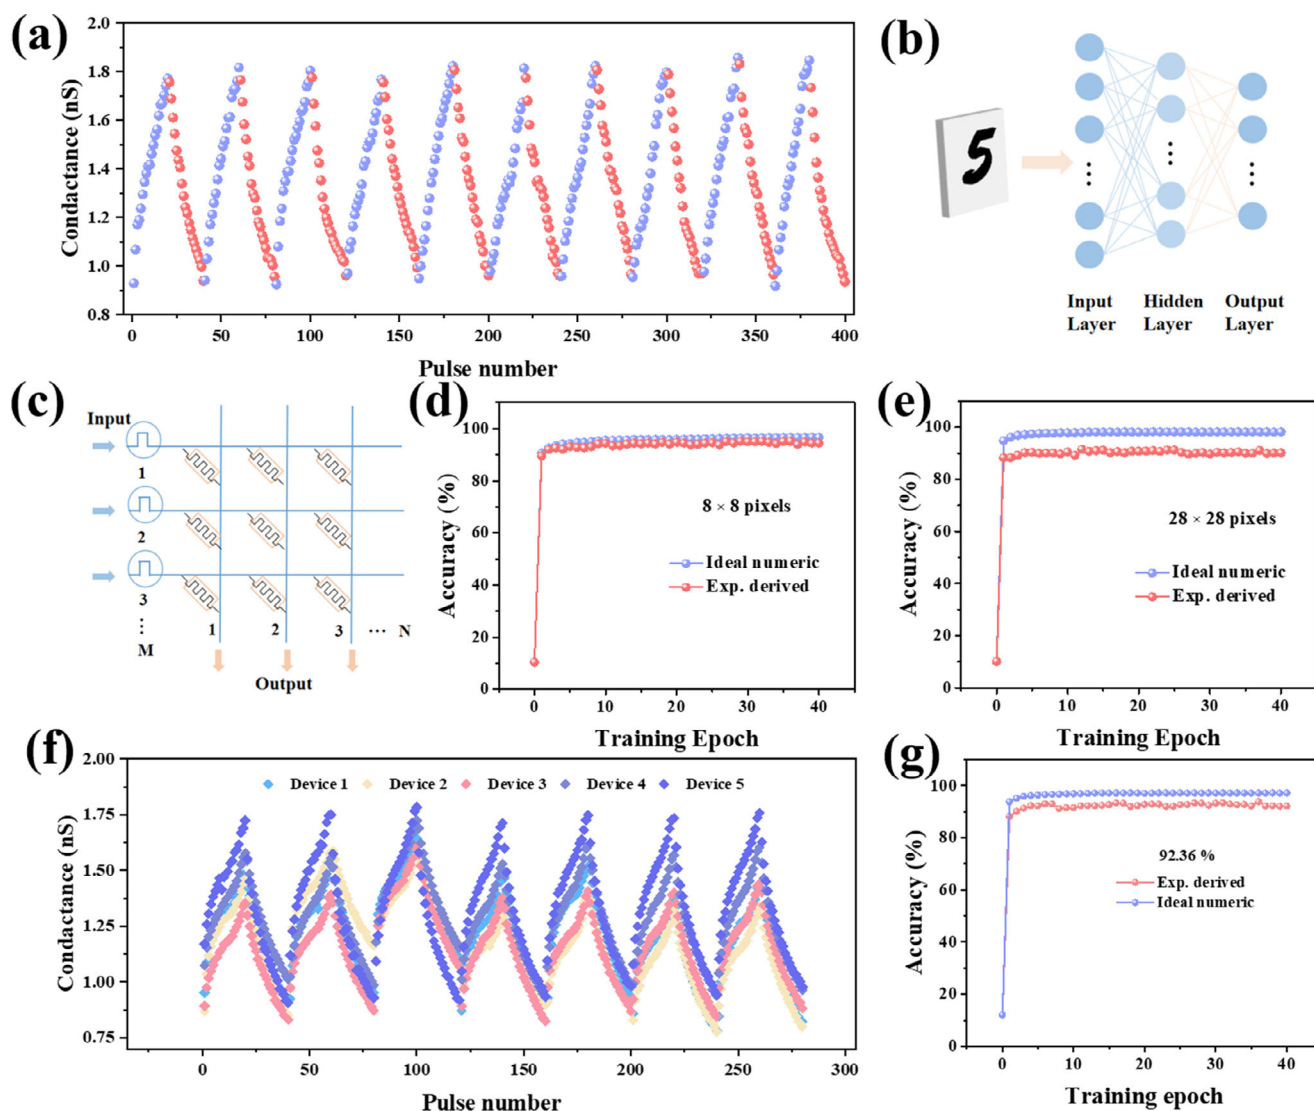 (a)
Condactance (nS)
2.0
1.8
1.6
1.4
1.2
1.0
0.8
0 50 100 150 200 250 300 350 400
Pulse number
(b)
5
Input Layer
Hidden Layer
Output Layer
(c)
Input
1
2
3
...
M
1 2 3 ... N
Output
(d)
Accuracy (%)
100
80
60
40
20
0
8 × 8 pixels
Ideal numeric
Exp. derived
0 10 20 30 40
Training Epoch
(e)
Accuracy (%)
100
80
60
40
20
0
28 × 28 pixels
Ideal numeric
Exp. derived
0 10 20 30 40
Training Epoch
(f)
Conductance (nS)
2.00
1.75
1.50
1.25
1.00
0.75
Device 1 Device 2 Device 3 Device 4 Device 5
0 50 100 150 200 250 300
Pulse number
(g)
Accuracy (%)
100
80
60
40
20
0
92.36 %
Exp. derived
Ideal numeric
0 20 40
Training epoch